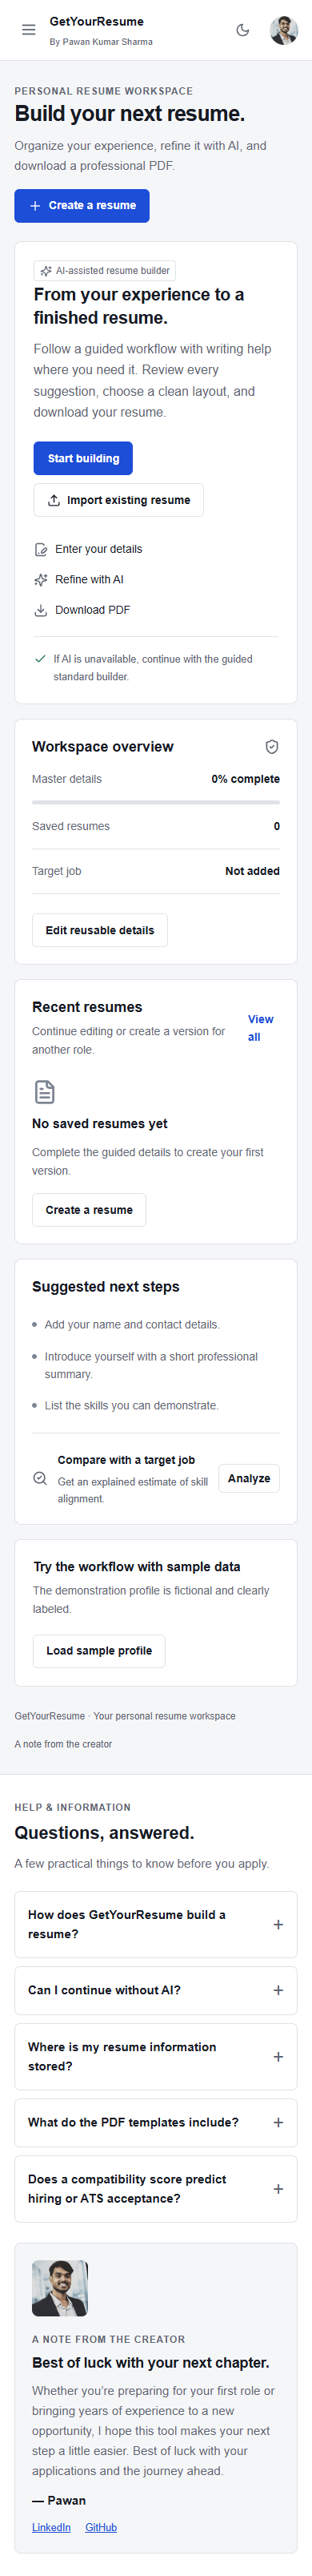 GetYourResume
By Pawan Kumar Sharma
PERSONAL RESUME WORKSPACE
Build your next resume.
Organize your experience, refine it with AI, and
download a professional PDF.
Create a resume
AI-assisted resume builder
From your experience to a
finished resume.
Follow a guided workflow with writing help
where you need it. Review every
suggestion, choose a clean layout, and
download your resume.
Start building
Import existing resume
Enter your details
Refine with AI
Download PDF
If AI is unavailable, continue with the guided
standard builder.
Workspace overview
Master details 0% complete
Saved resumes 0
Target job Not added
Edit reusable details
Recent resumes
Continue editing or create a version for
another role.
View
all
No saved resumes yet
Complete the guided details to create your first
version.
Create a resume
Suggested next steps
Add your name and contact details.
Introduce yourself with a short professional
summary.
List the skills you can demonstrate.
Compare with a target job
Get an explained estimate of skill
alignment.
Analyze
Try the workflow with sample data
The demonstration profile is fictional and clearly
labeled.
Load sample profile
GetYourResume · Your personal resume workspace
A note from the creator
HELP & INFORMATION
Questions, answered.
A few practical things to know before you apply.
How does GetYourResume build a
resume?
Can I continue without AI?
Where is my resume information
stored?
What do the PDF templates include?
Does a compatibility score predict
hiring or ATS acceptance?
A NOTE FROM THE CREATOR
Best of luck with your next chapter.
Whether you're preparing for your first role or
bringing years of experience to a new
opportunity, I hope this tool makes your next
step a little easier. Best of luck with your
applications and the journey ahead.
— Pawan
LinkedIn GitHub